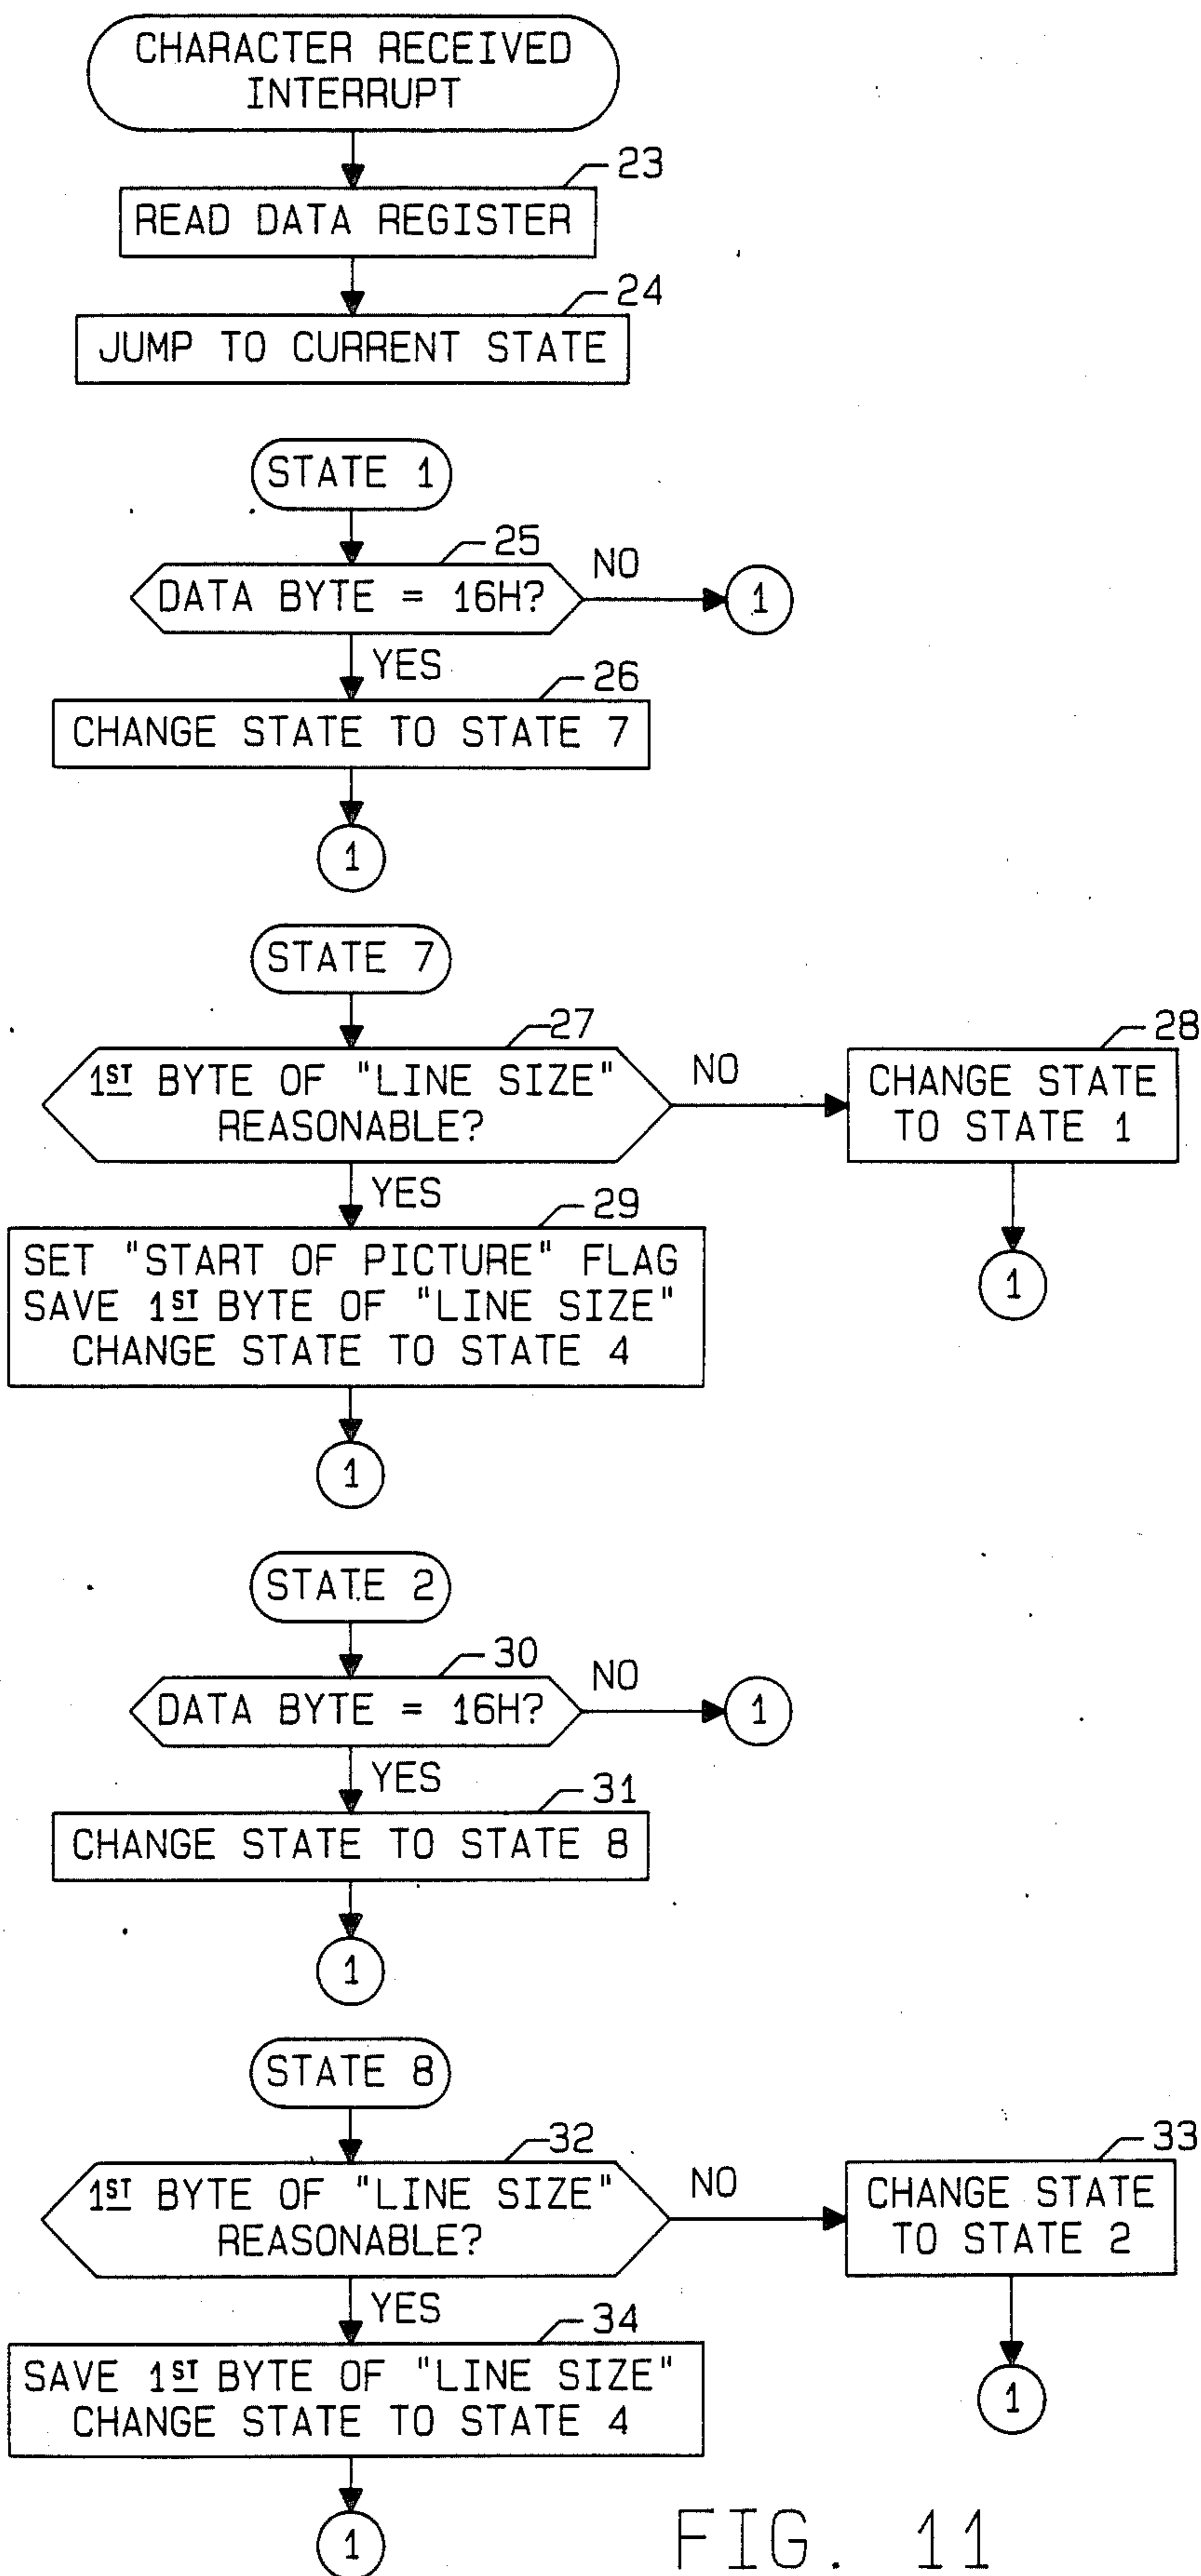 CHARACTER RECEIVED
INTERRUPT
23
READ DATA REGISTER
24
JUMP TO CURRENT STATE
STATE 1
25
DATA BYTE = 16H?
NO
1
YES
26
CHANGE STATE TO STATE 7
1
STATE 7
27
1ST BYTE OF "LINE SIZE"
REASONABLE?
NO
28
CHANGE STATE
TO STATE 1
1
YES
29
SET "START OF PICTURE" FLAG
SAVE 1ST BYTE OF "LINE SIZE"
CHANGE STATE TO STATE 4
1
STATE 2
30
DATA BYTE = 16H?
NO
1
YES
31
CHANGE STATE TO STATE 8
1
STATE 8
32
1ST BYTE OF "LINE SIZE"
REASONABLE?
NO
33
CHANGE STATE
TO STATE 2
1
YES
34
SAVE 1ST BYTE OF "LINE SIZE"
CHANGE STATE TO STATE 4
1
FIG. 11